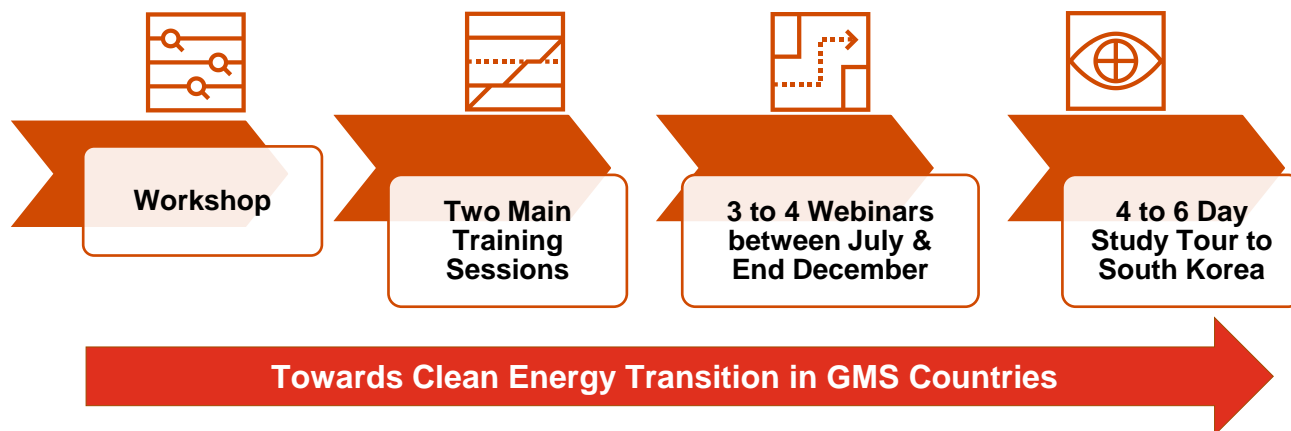 Workshop
Two Main
Training
Sessions
3 to 4 Webinars
between July &
End December
4 to 6 Day
Study Tour to
South Korea
Towards Clean Energy Transition in GMS Countries